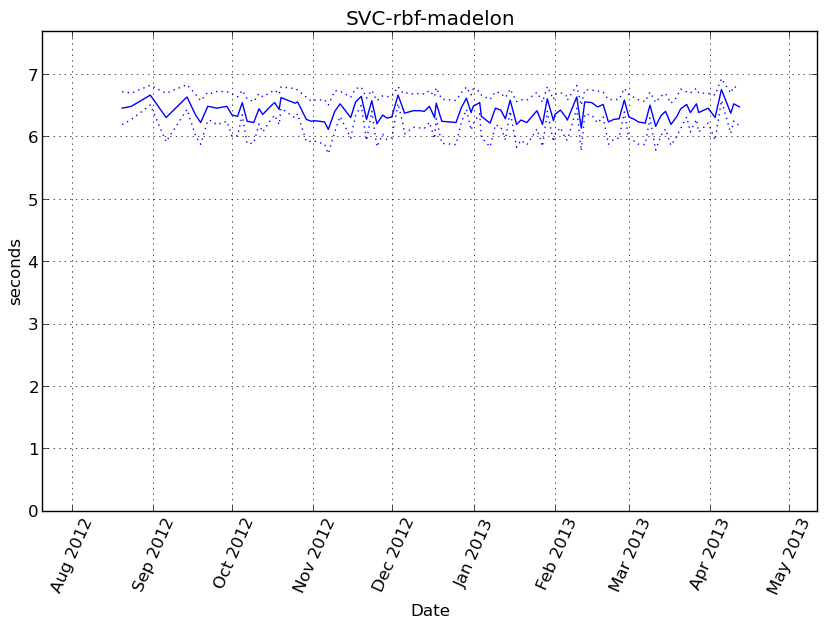 SVC-rbf-madelon
7
6
5
4
3
2
1
0
seconds
Aug 2012
Sep 2012
Oct 2012
Nov 2012
Dec 2012
Jan 2013
Feb 2013
Mar 2013
Apr 2013
May 2013
Date